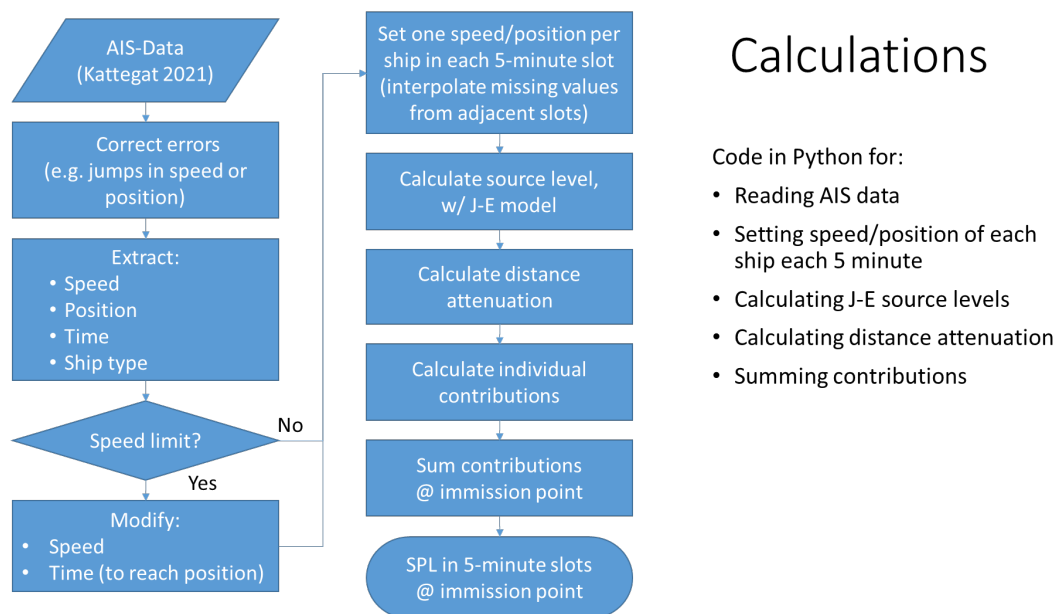 AIS-Data
(Kattegat 2021)
Correct errors
(e.g. jumps in speed or
position)
Extract:
• Speed
• Position
• Time
• Ship type
Speed limit?
No
Yes
Modify:
• Speed
• Time (to reach position)
Set one speed/position per
ship in each 5-minute slot
(interpolate missing values
from adjacent slots)
Calculate source level,
w/ J-E model
Calculate distance
attenuation
Calculate individual
contributions
Sum contributions
@ immission point
SPL in 5-minute slots
@ immission point
Calculations
Code in Python for:
• Reading AIS data
• Setting speed/position of each
ship each 5 minute
• Calculating J-E source levels
• Calculating distance attenuation
• Summing contributions